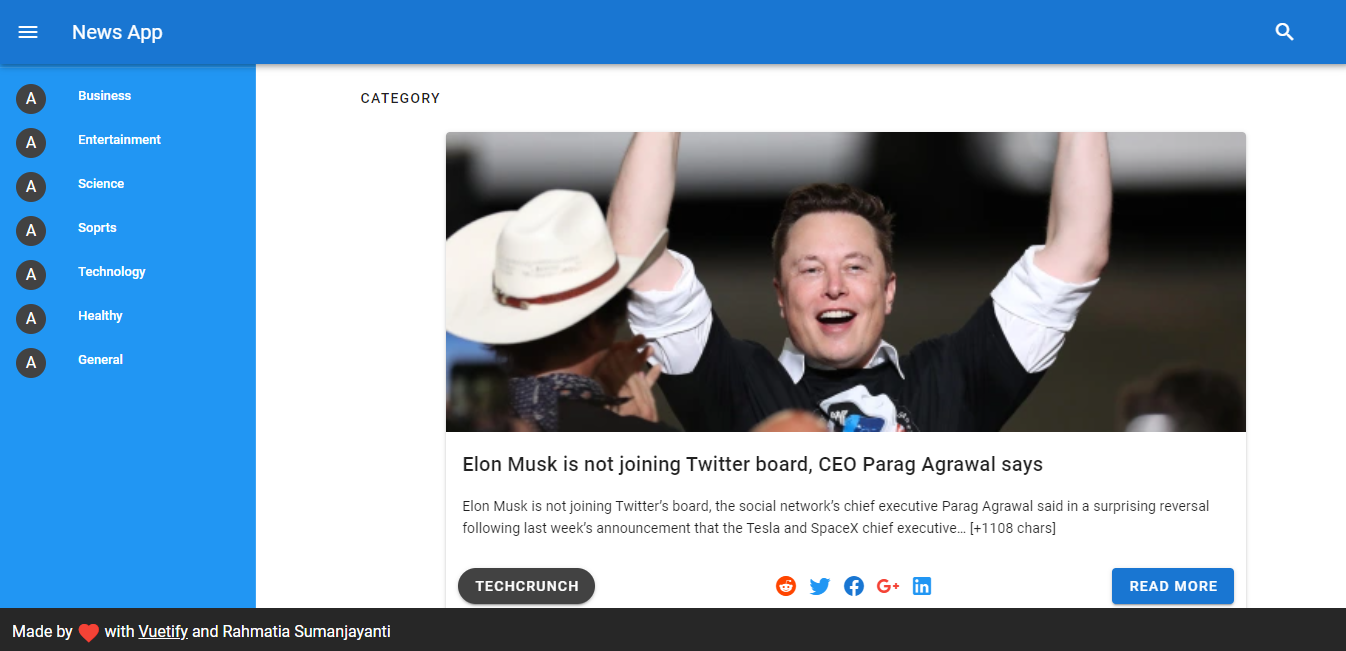 News App
A Business
A Entertainment
A Science
A Soprts
A Technology
A Healthy
A General
CATEGORY
Elon Musk is not joining Twitter board, CEO Parag Agrawal says
Elon Musk is not joining Twitter’s board, the social network’s chief executive Parag Agrawal said in a surprising reversal
following last week’s announcement that the Tesla and SpaceX chief executive… [+1108 chars]
TECHCRUNCH
G+
in
READ MORE
Made by with Vuetify and Rahmatia Sumanjayanti